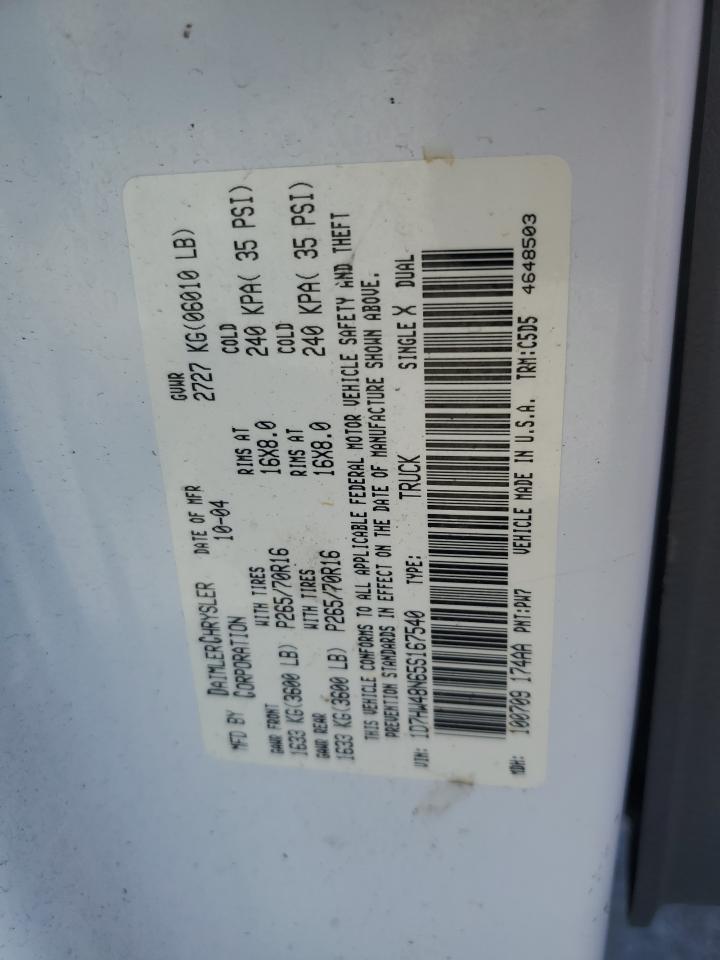 MFD BY DAIMLERCHRYSLER CORPORATION DATE OF MFR 10-04 GVWR 2727 KG(06010 LB)
GAWR FRONT WITH TIRES RIMS AT COLD
1633 KG(3600 LB) P265/70R16 16X8.0 240 KPA( 35 PSI)
GAWR REAR WITH TIRES RIMS AT COLD
1633 KG(3600 LB) P265/70R16 16X8.0 240 KPA( 35 PSI)
THIS VEHICLE CONFORMS TO ALL APPLICABLE FEDERAL MOTOR VEHICLE SAFETY AND THEFT
PREVENTION STANDARDS IN EFFECT ON THE DATE OF MANUFACTURE SHOWN ABOVE.
VIN: 1D7HW48N65S167540 TYPE: TRUCK SINGLE X DUAL
MDH: 100709 174AA PNT:PW7 VEHICLE MADE IN U.S.A. TRM:C5D5 4648503